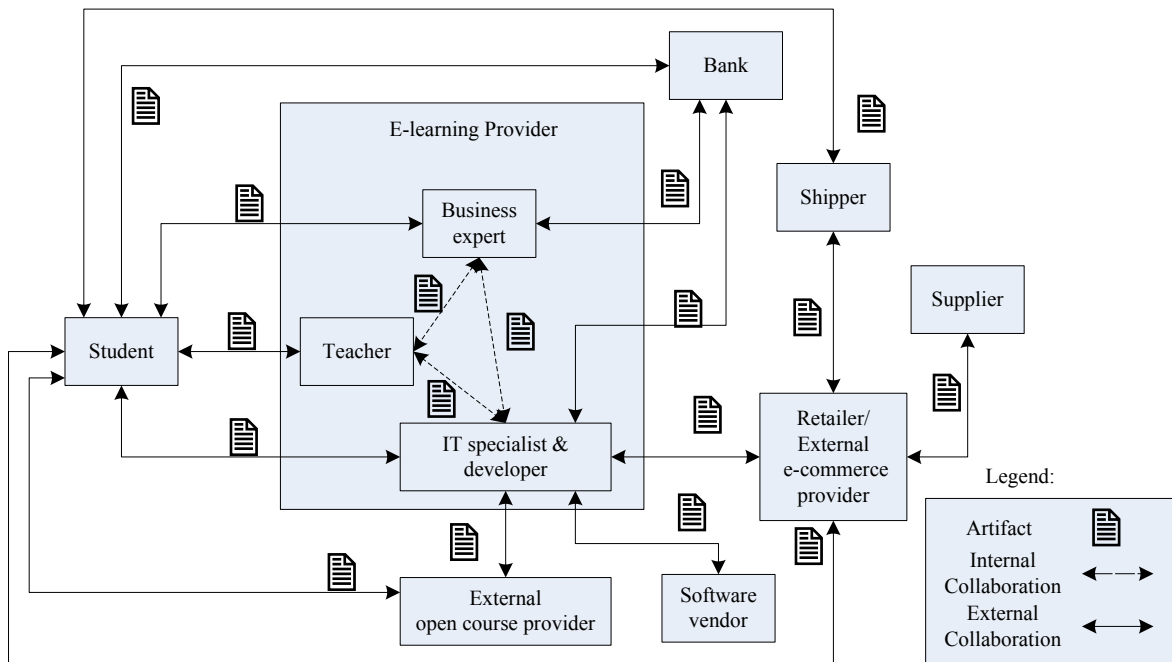 Bank
E-learning Provider
Business
expert
Shipper
Supplier
Student
Teacher
IT specialist &
developer
Retailer/
External
e-commerce
provider
External
open course provider
Software
vendor
Legend:
Artifact
Internal
Collaboration
External
Collaboration